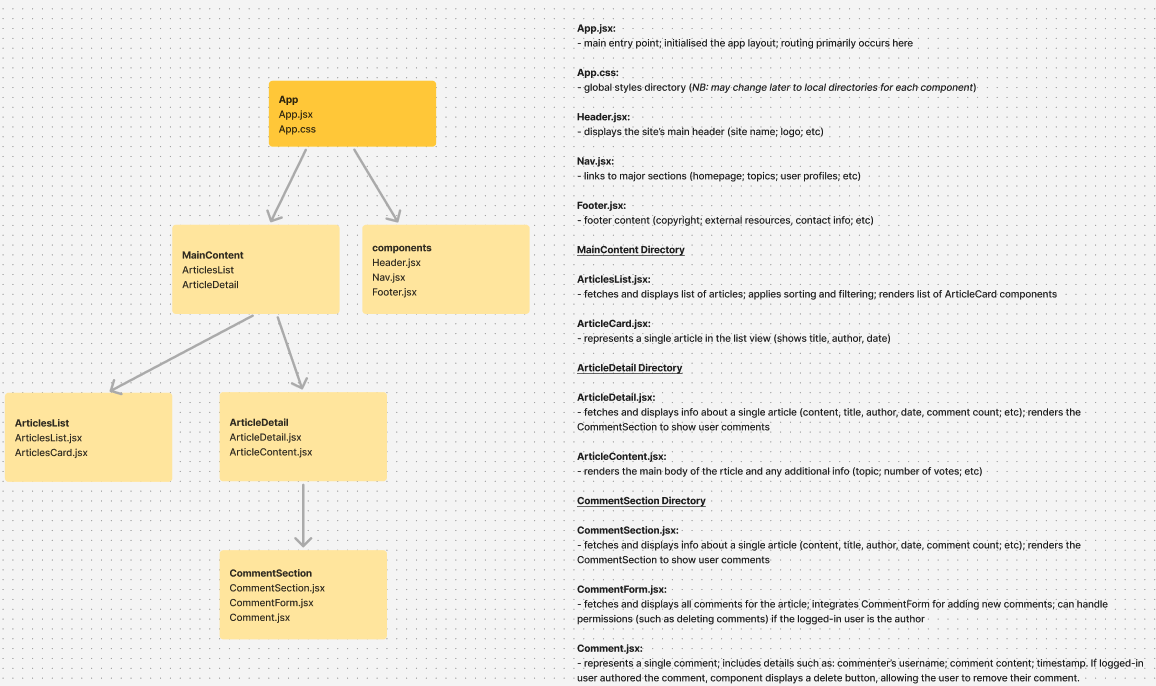 App
App.jsx
App.css
MainContent
ArticlesList
ArticleDetail
components
Header.jsx
Nav.jsx
Footer.jsx
ArticlesList
ArticlesList.jsx
ArticlesCard.jsx
ArticleDetail
ArticleDetail.jsx
ArticleContent.jsx
CommentSection
CommentSection.jsx
CommentForm.jsx
Comment.jsx
App.jsx:
- main entry point; initialised the app layout; routing primarily occurs here
App.css:
- global styles directory (NB: may change later to local directories for each component)
Header.jsx:
- displays the site's main header (site name; logo; etc)
Nav.jsx:
- links to major sections (homepage; topics; user profiles; etc)
Footer.jsx:
- footer content (copyright; external resources, contact info; etc)
MainContent Directory
ArticlesList.jsx:
- fetches and displays list of articles; applies sorting and filtering; renders list of ArticleCard components
ArticleCard.jsx:
- represents a single article in the list view (shows title, author, date)
ArticleDetail Directory
ArticleDetail.jsx:
- fetches and displays info about a single article (content, title, author, date, comment count; etc); renders the
CommentSection to show user comments
ArticleContent.jsx:
- renders the main body of the rticle and any additional info (topic; number of votes; etc)
CommentSection Directory
CommentSection.jsx:
- fetches and displays info about a single article (content, title, author, date, comment count; etc); renders the
CommentSection to show user comments
CommentForm.jsx:
- fetches and displays all comments for the article; integrates CommentForm for adding new comments; can handle
permissions (such as deleting comments) if the logged-in user is the author
Comment.jsx:
- represents a single comment; includes details such as: commenter's username; comment content; timestamp. If logged-in
user authored the comment, component displays a delete button, allowing the user to remove their comment.